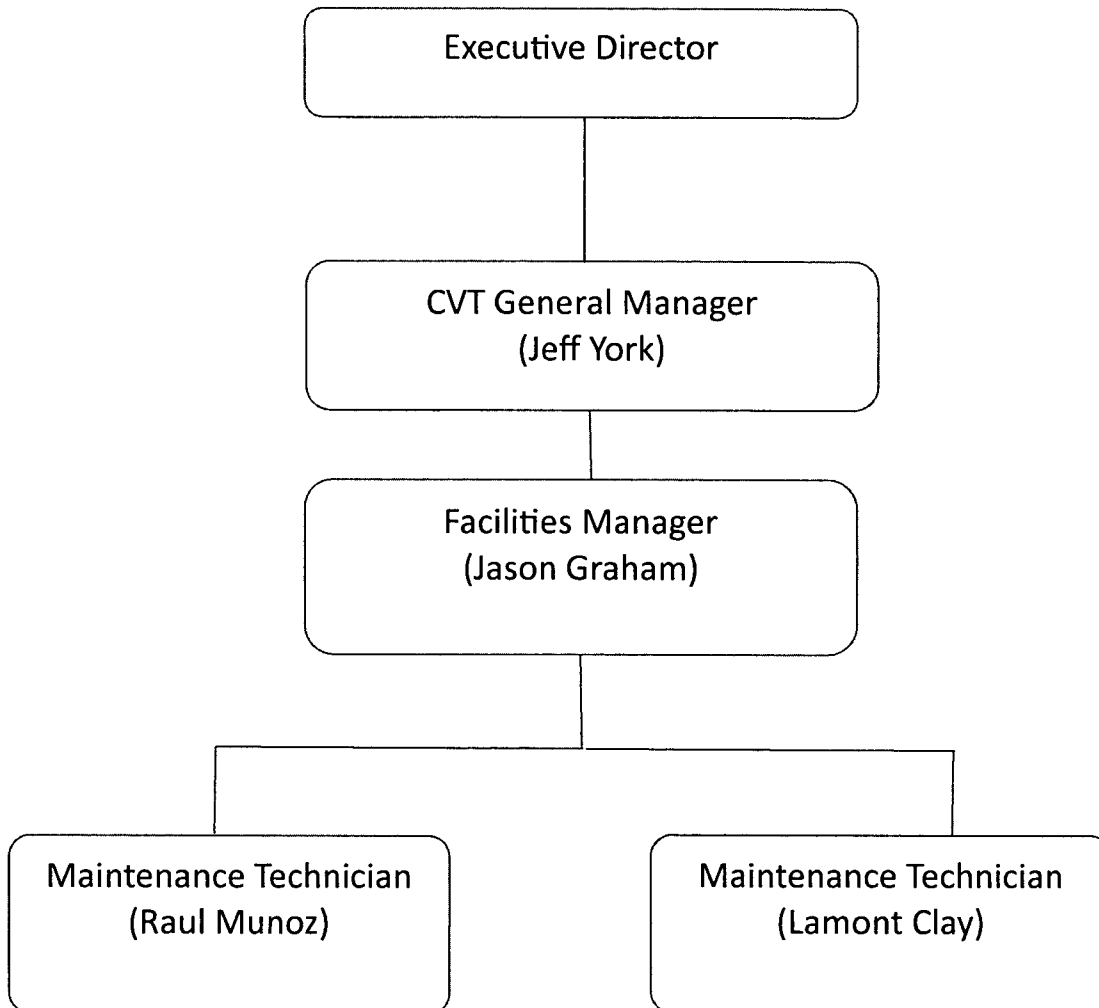 Executive Director
CVT General Manager
(Jeff York)
Facilities Manager
(Jason Graham)
Maintenance Technician
(Raul Munoz)
Maintenance Technician
(Lamont Clay)